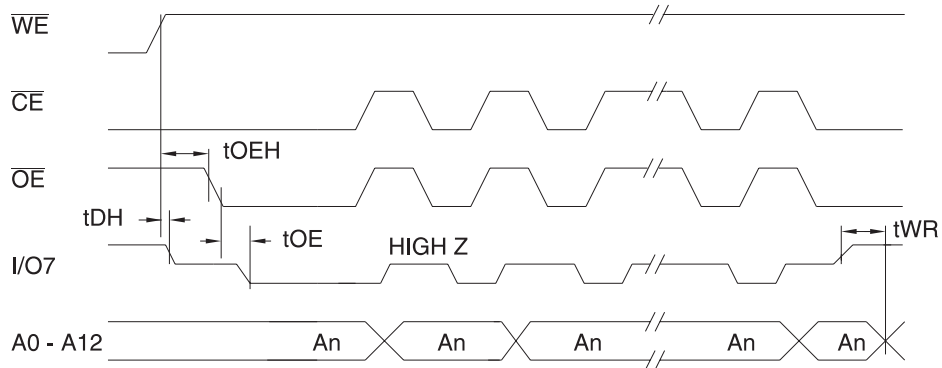 WE
CE
tOEH
OE
tDH
tOE
HIGH Z
tWR
I/O7
A0 - A12 An An An An An